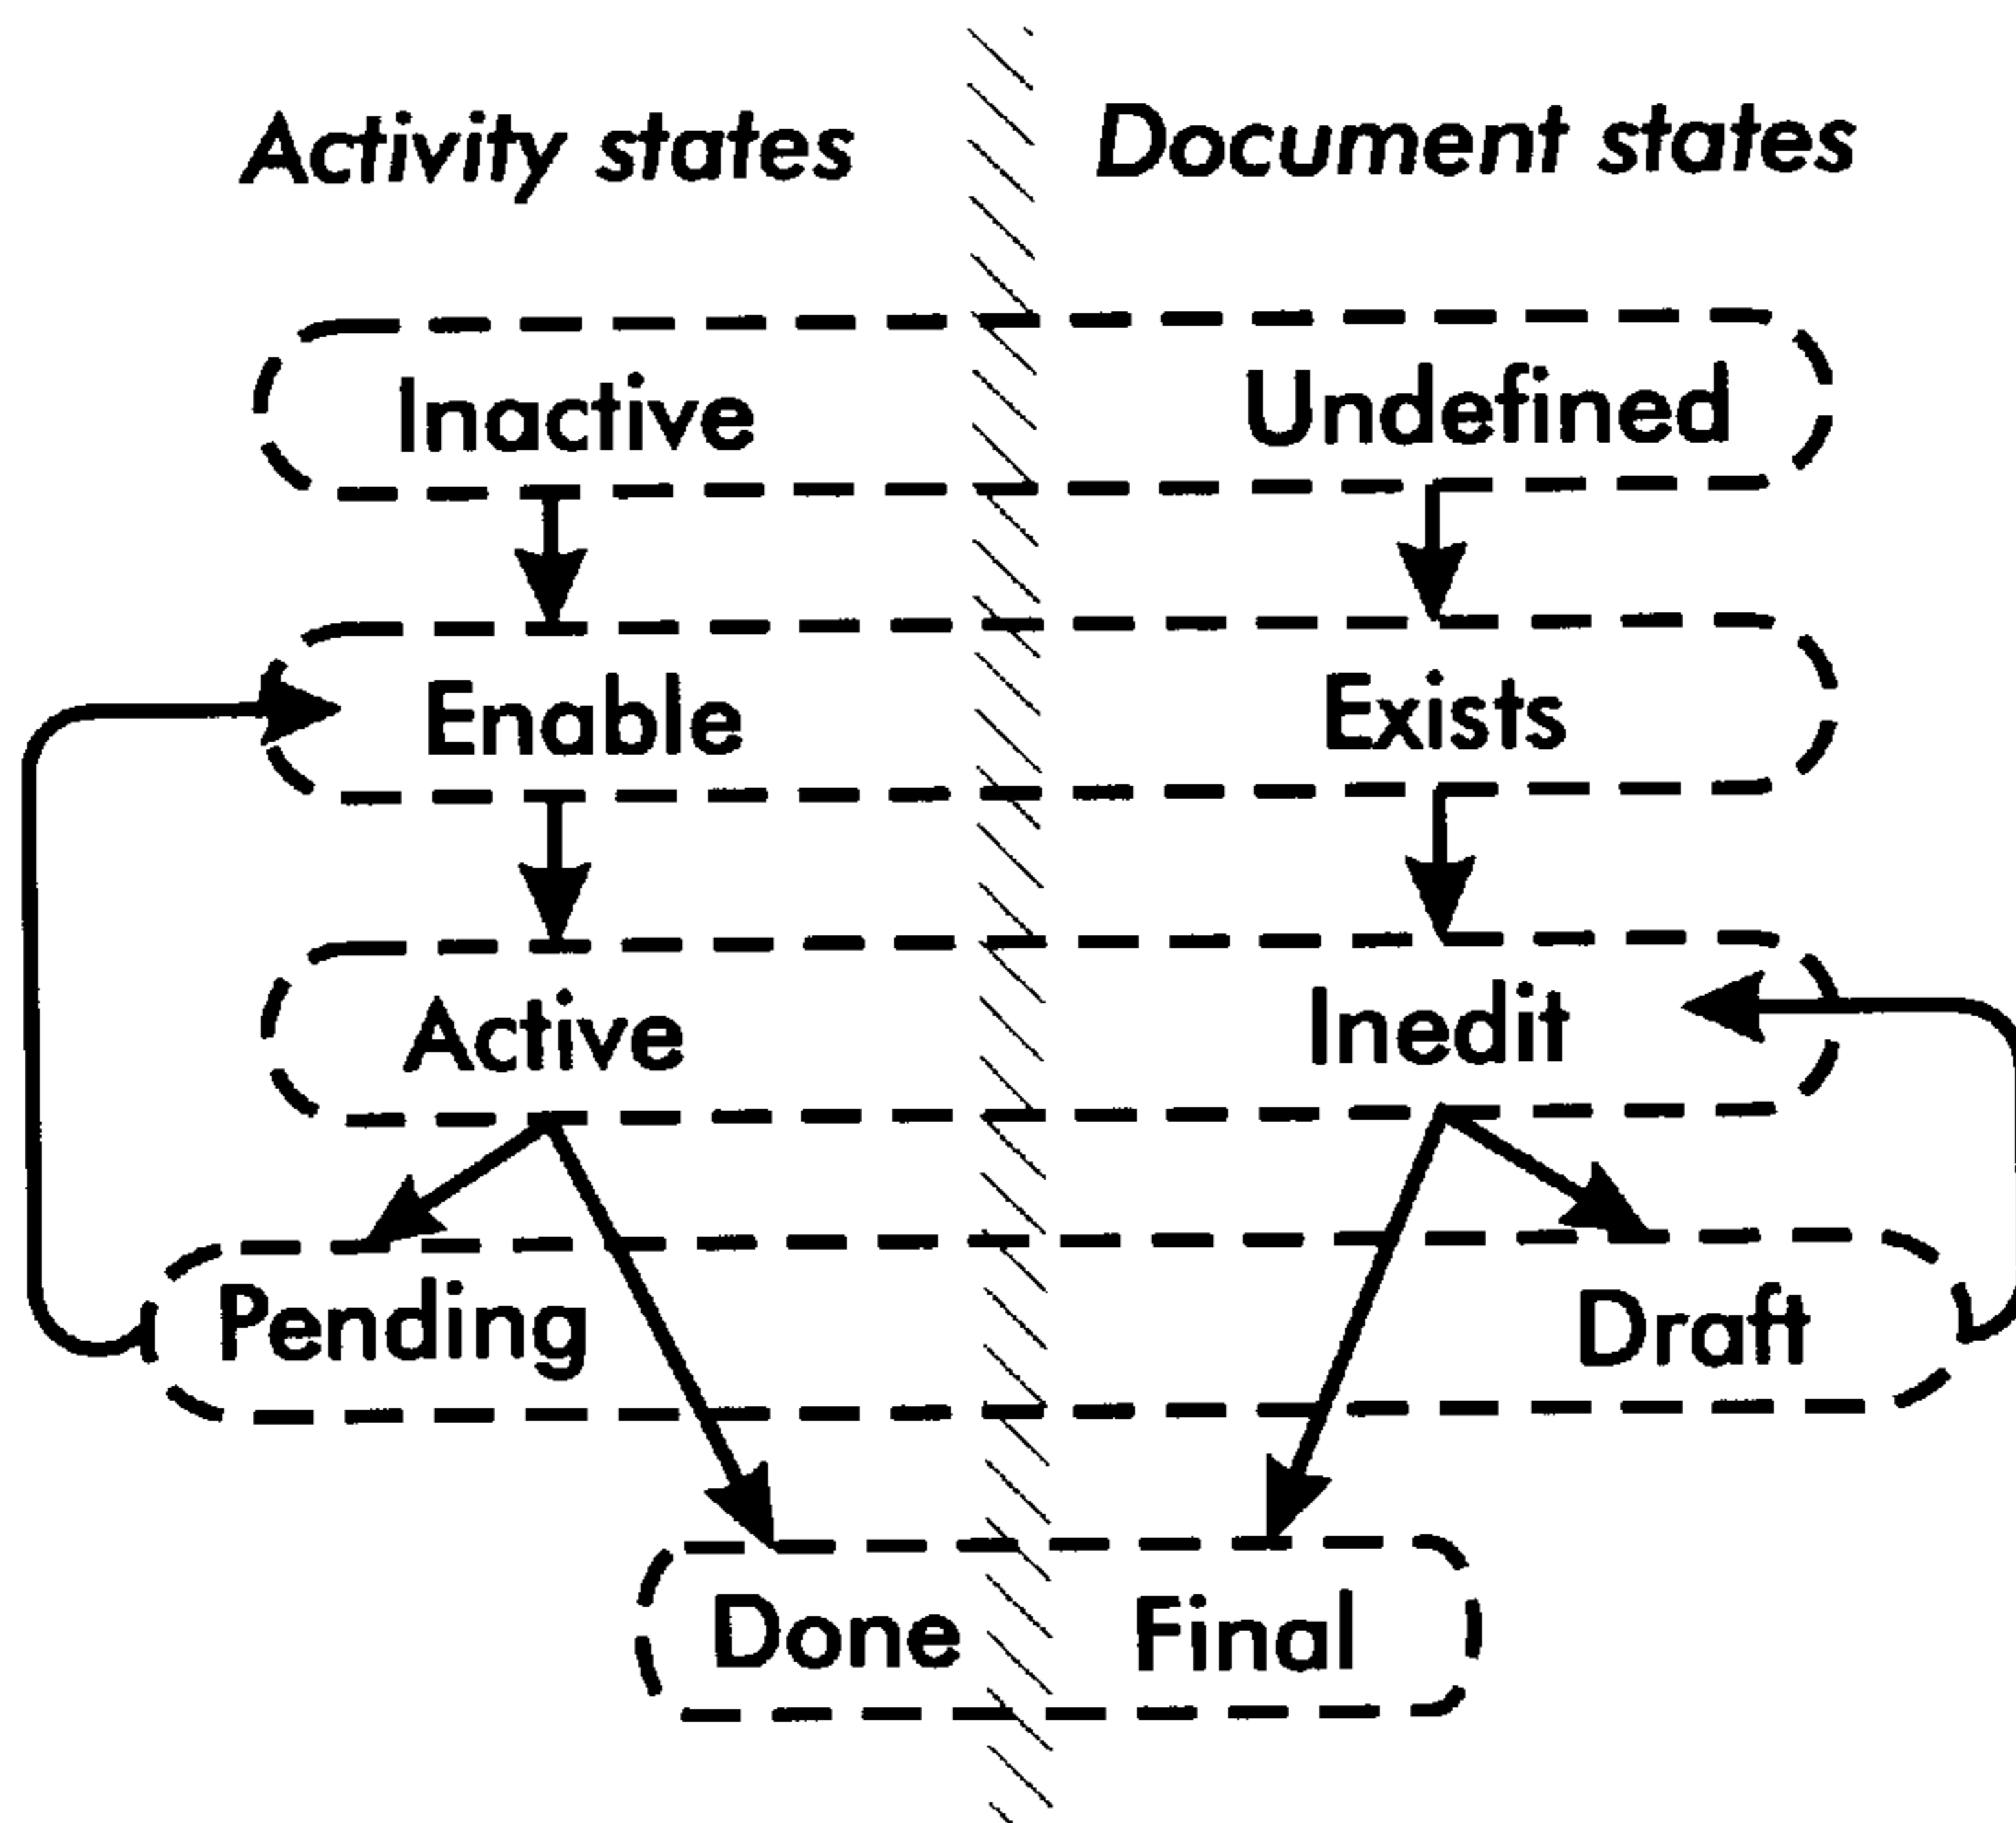 Activity states Document states
Inactive Undefined
Enable Exists
Active Inedit
Pending Draft
Done Final